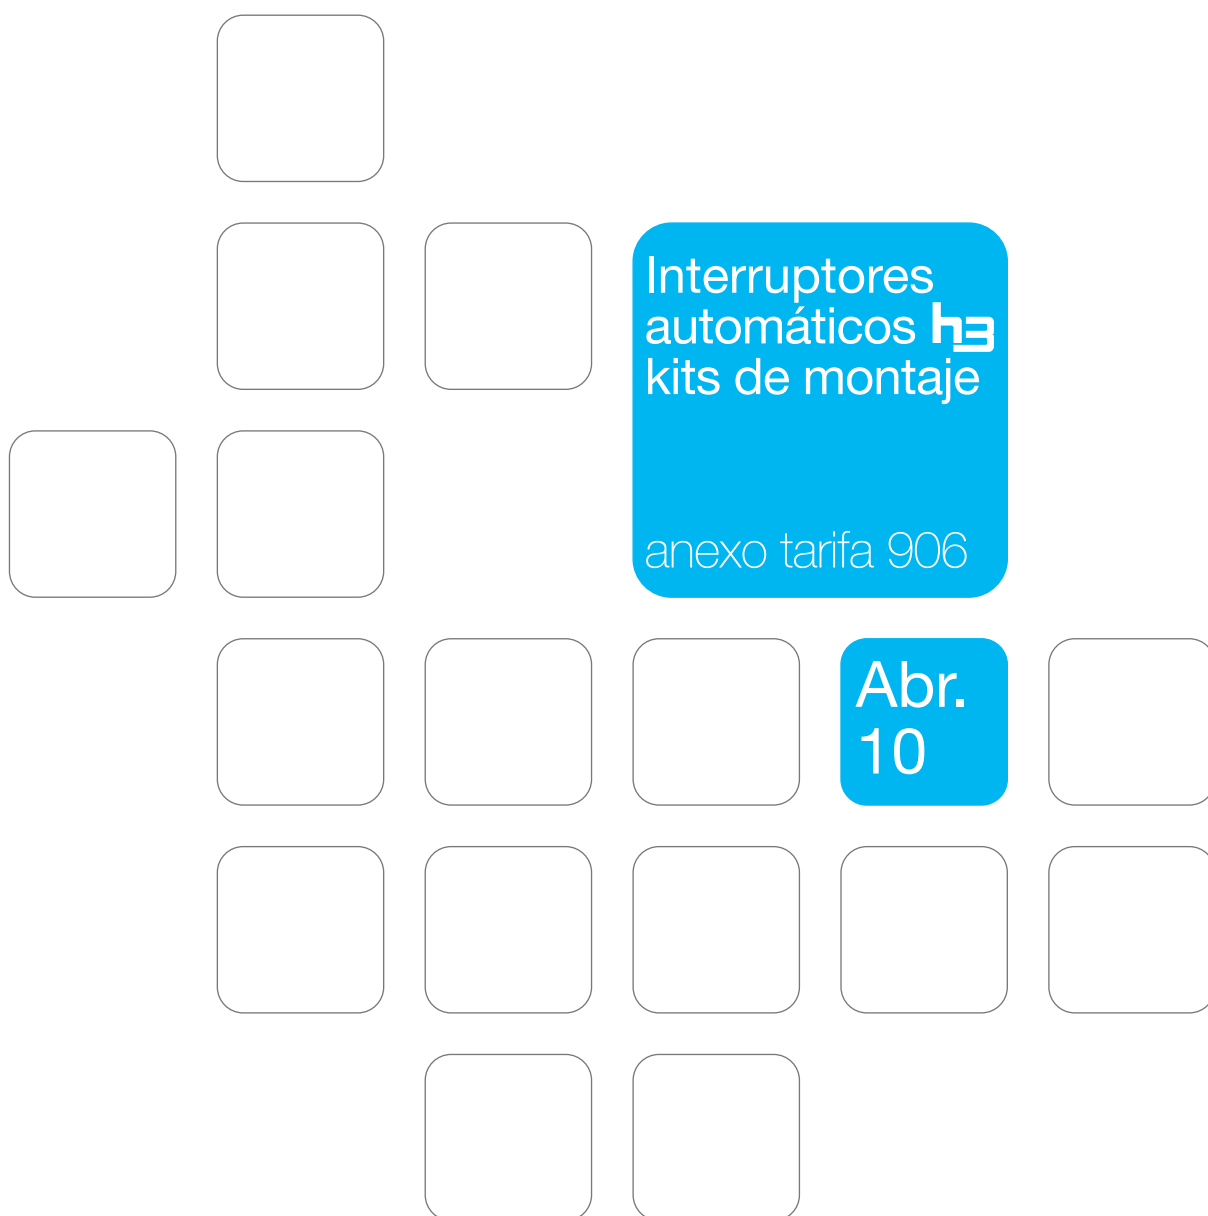 Interruptores
automáticos h3
kits de montaje
anexo tarifa 906
Abr.
10